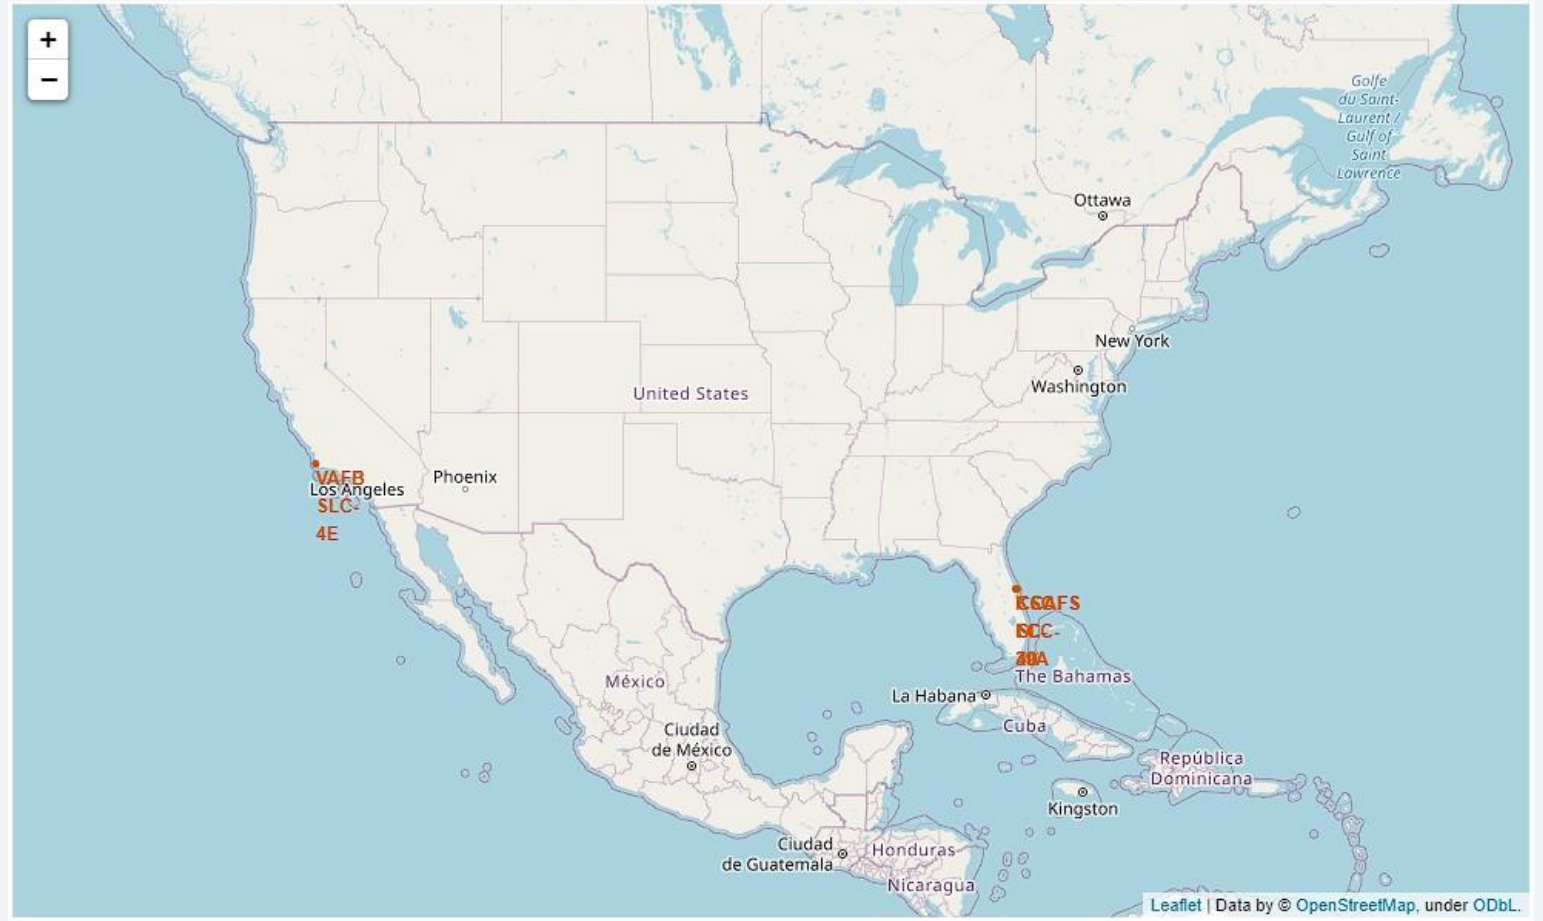 +
−
Golfe
du Saint-
Laurent /
Gulf of
Saint
Lawrence
Ottawa
New York
Washington
United States
VAFB
SLC-
4E
Los Angeles
Phoenix
The Bahamas
México
La Habana
Cuba
Ciudad
de México
República
Dominicana
Kingston
Ciudad
de Guatemala
Honduras
Nicaragua
Leaflet | Data by © OpenStreetMap, under ODbL.